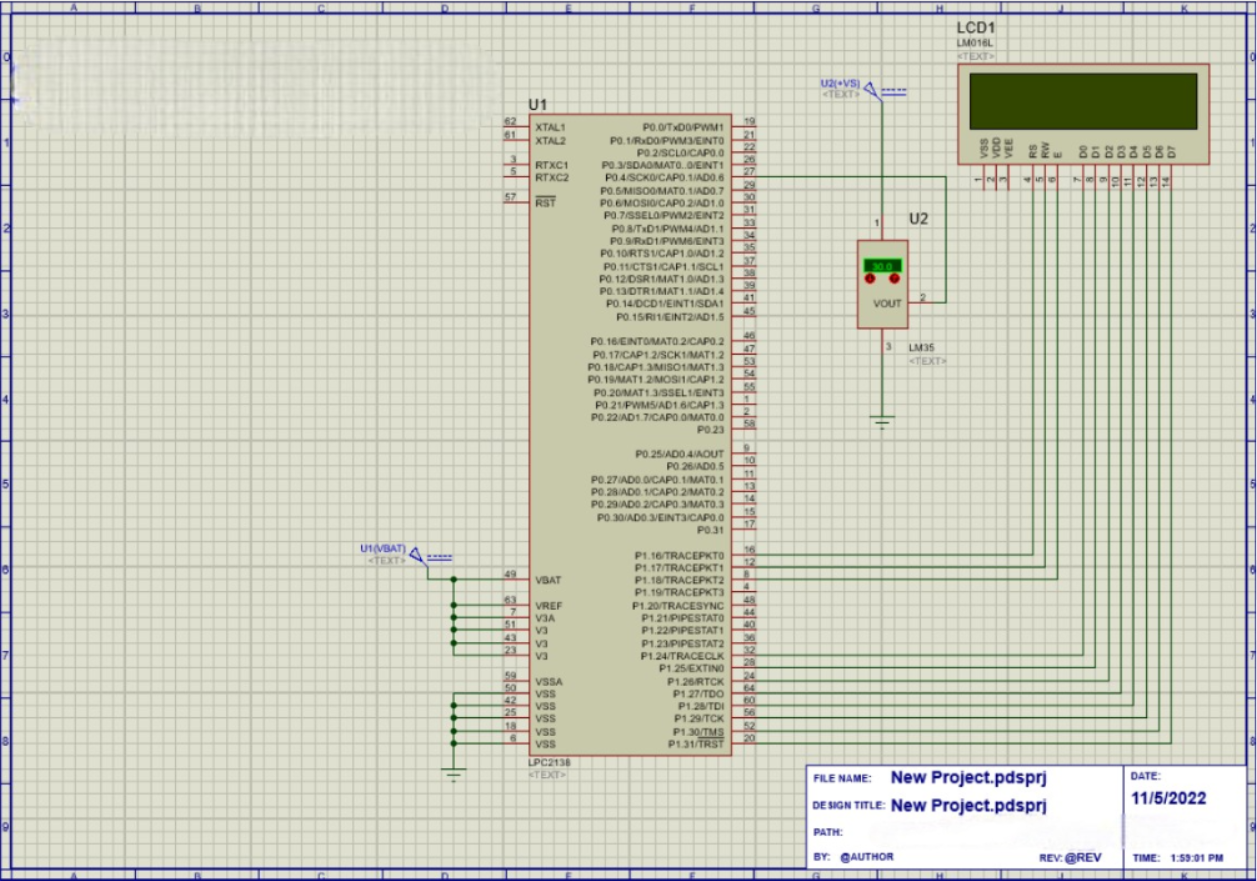 A B C D E F G H J K
LCD1
LM016L
<TEXT>
VSS VDD VEE RS RW E D0 D1 D2 D3 D4 D5 D6 D7
1 2 3 4 5 6 7 8 9 10 11 12 13 14
U2(+VS)
<TEXT>
U2
1
30.0
VOUT 2
3
LM35
<TEXT>
U1
62 XTAL1
61 XTAL2
3 RTXC1
5 RTXC2
57 RST
U1(VBAT)
<TEXT>
49 VBAT
63 VREF
7 V3A
51 V3
43 V3
23 V3
59 VSSA
50 VSS
42 VSS
25 VSS
18 VSS
6 VSS
P0.0/TxD0/PWM1 19
P0.1/RxD0/PWM3/EINT0 21
P0.2/SCL0/CAP0.0 22
P0.3/SDA0/MAT0..0/EINT1 26
P0.4/SCK0/CAP0.1/AD0.6 27
P0.5/MISO0/MAT0.1/AD0.7 29
P0.6/MOSI0/CAP0.2/AD1.0 30
P0.7/SSEL0/PWM2/EINT2 31
P0.8/TxD1/PWM4/AD1.1 33
P0.9/RxD1/PWM6/EINT3 34
P0.10/RTS1/CAP1.0/AD1.2 35
P0.11/CTS1/CAP1.1/SCL1 37
P0.12/DSR1/MAT1.0/AD1.3 38
P0.13/DTR1/MAT1.1/AD1.4 39
P0.14/DCD1/EINT1/SDA1 41
P0.15/RI1/EINT2/AD1.5 45
P0.16/EINT0/MAT0.2/CAP0.2 46
P0.17/CAP1.2/SCK1/MAT1.2 47
P0.18/CAP1.3/MISO1/MAT1.3 53
P0.19/MAT1.2/MOSI1/CAP1.2 54
P0.20/MAT1.3/SSEL1/EINT3 55
P0.21/PWM5/AD1.6/CAP1.3 1
P0.22/AD1.7/CAP0.0/MAT0.0 2
P0.23 58
P0.25/AD0.4/AOUT 9
P0.26/AD0.5 10
P0.27/AD0.0/CAP0.1/MAT0.1 11
P0.28/AD0.1/CAP0.2/MAT0.2 13
P0.29/AD0.2/CAP0.3/MAT0.3 14
P0.30/AD0.3/EINT3/CAP0.0 15
P0.31 17
P1.16/TRACEPKT0 16
P1.17/TRACEPKT1 12
P1.18/TRACEPKT2 8
P1.19/TRACEPKT3 4
P1.20/TRACESYNC 48
P1.21/PIPESTAT0 44
P1.22/PIPESTAT1 40
P1.23/PIPESTAT2 36
P1.24/TRACECLK 32
P1.25/EXTIN0 28
P1.26/RTCK 24
P1.27/TDO 64
P1.28/TDI 60
P1.29/TCK 56
P1.30/TMS 52
P1.31/TRST 20
LPC2138
<TEXT>
0 1 2 3 4 5 6 7 8 9
FILE NAME: New Project.pdsprj
DESIGN TITLE: New Project.pdsprj
PATH:
BY: @AUTHOR REV: @REV
DATE:
11/5/2022
TIME: 1:59:01 PM